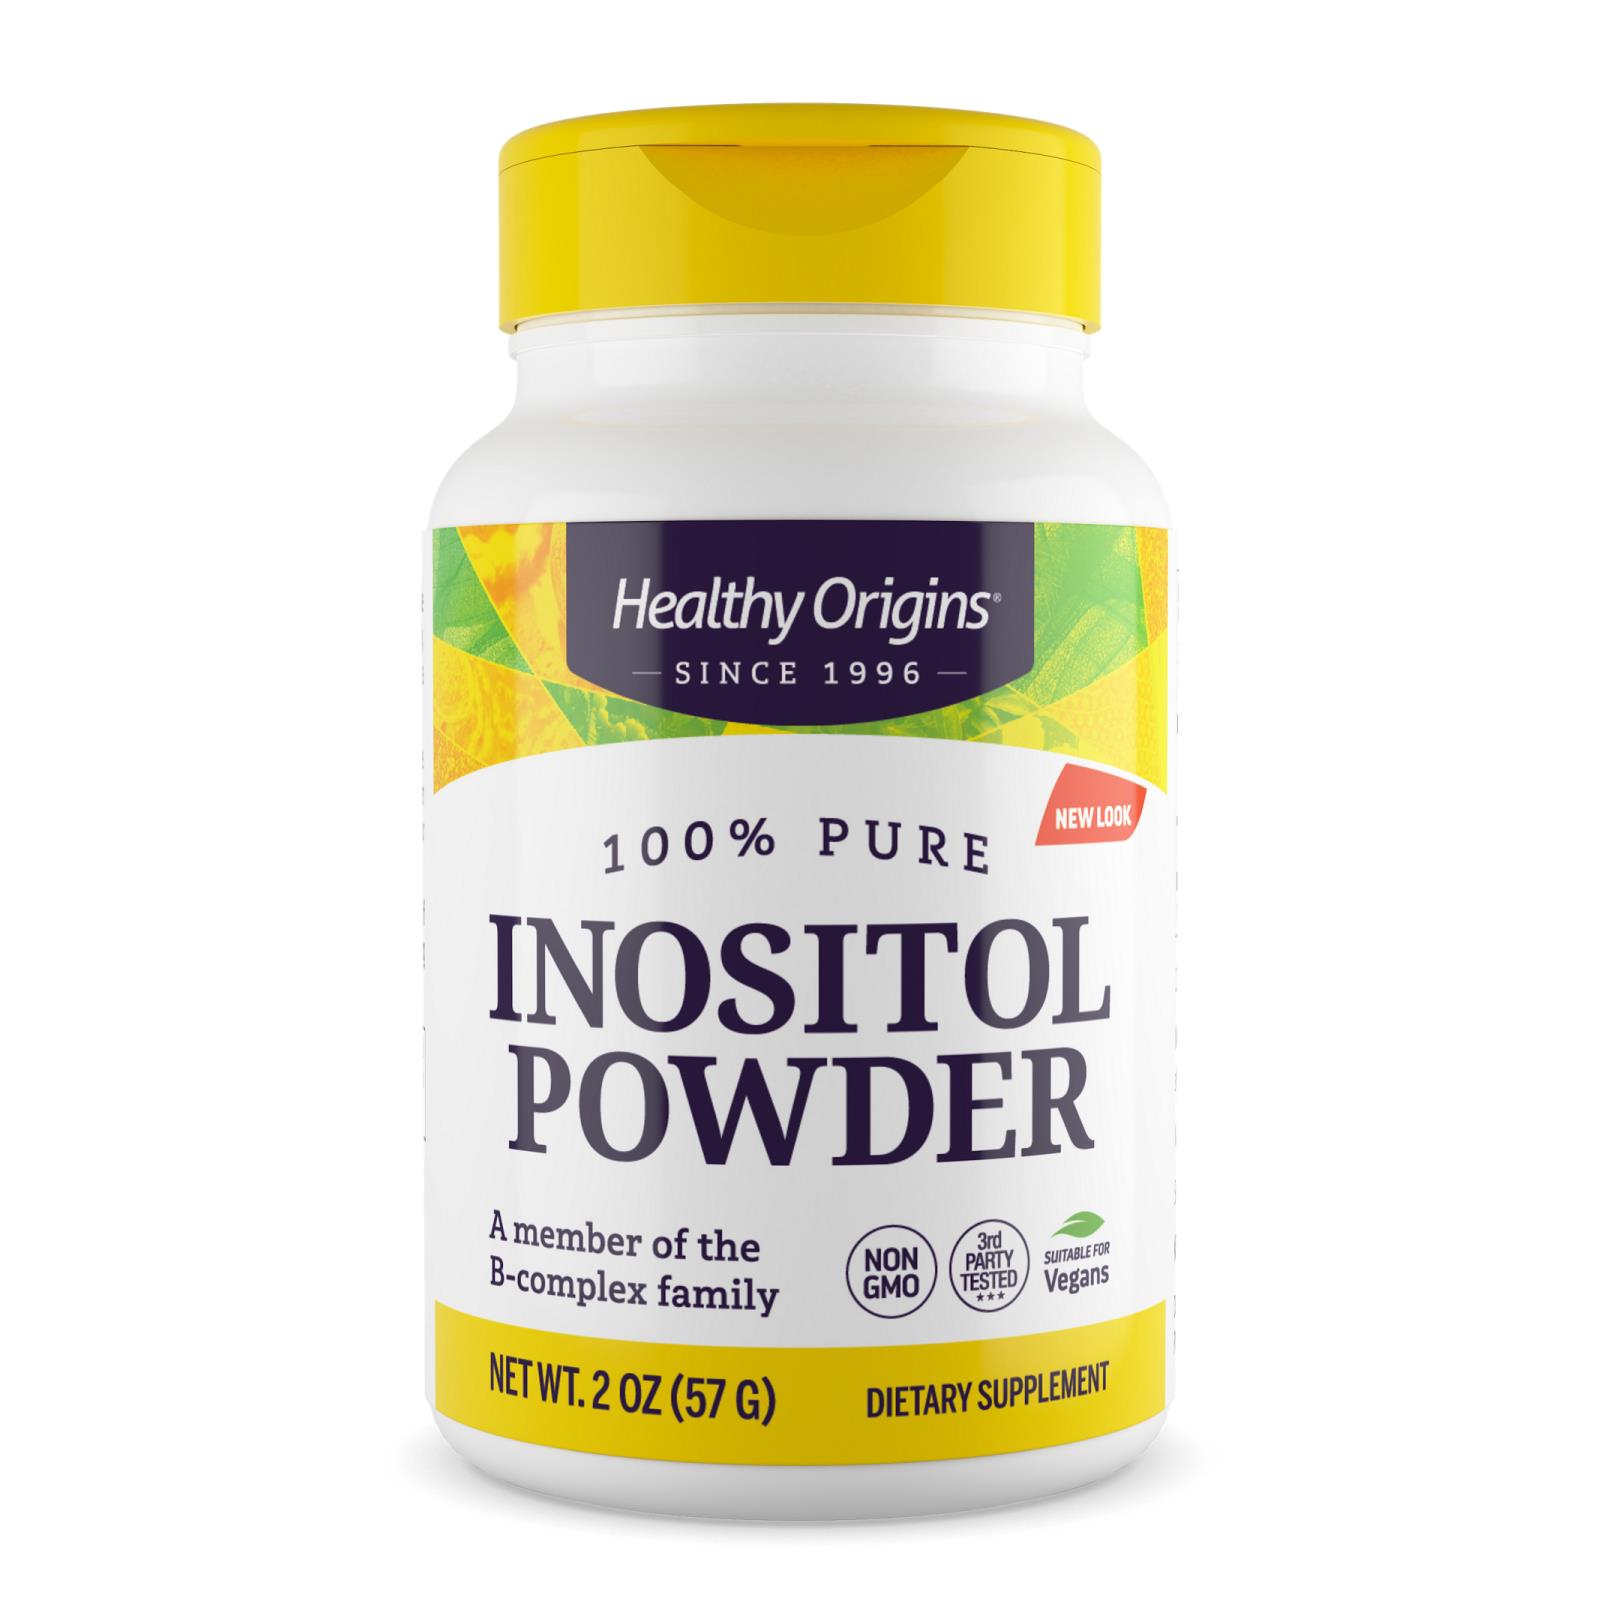 Healthy Origins®
SINCE 1996
NEW LOOK
100% PURE
INOSITOL
POWDER
A member of the
B-complex family
NON
GMO
3rd
PARTY
TESTED
SUITABLE FOR
Vegans
NET WT. 2 OZ (57 G)
DIETARY SUPPLEMENT